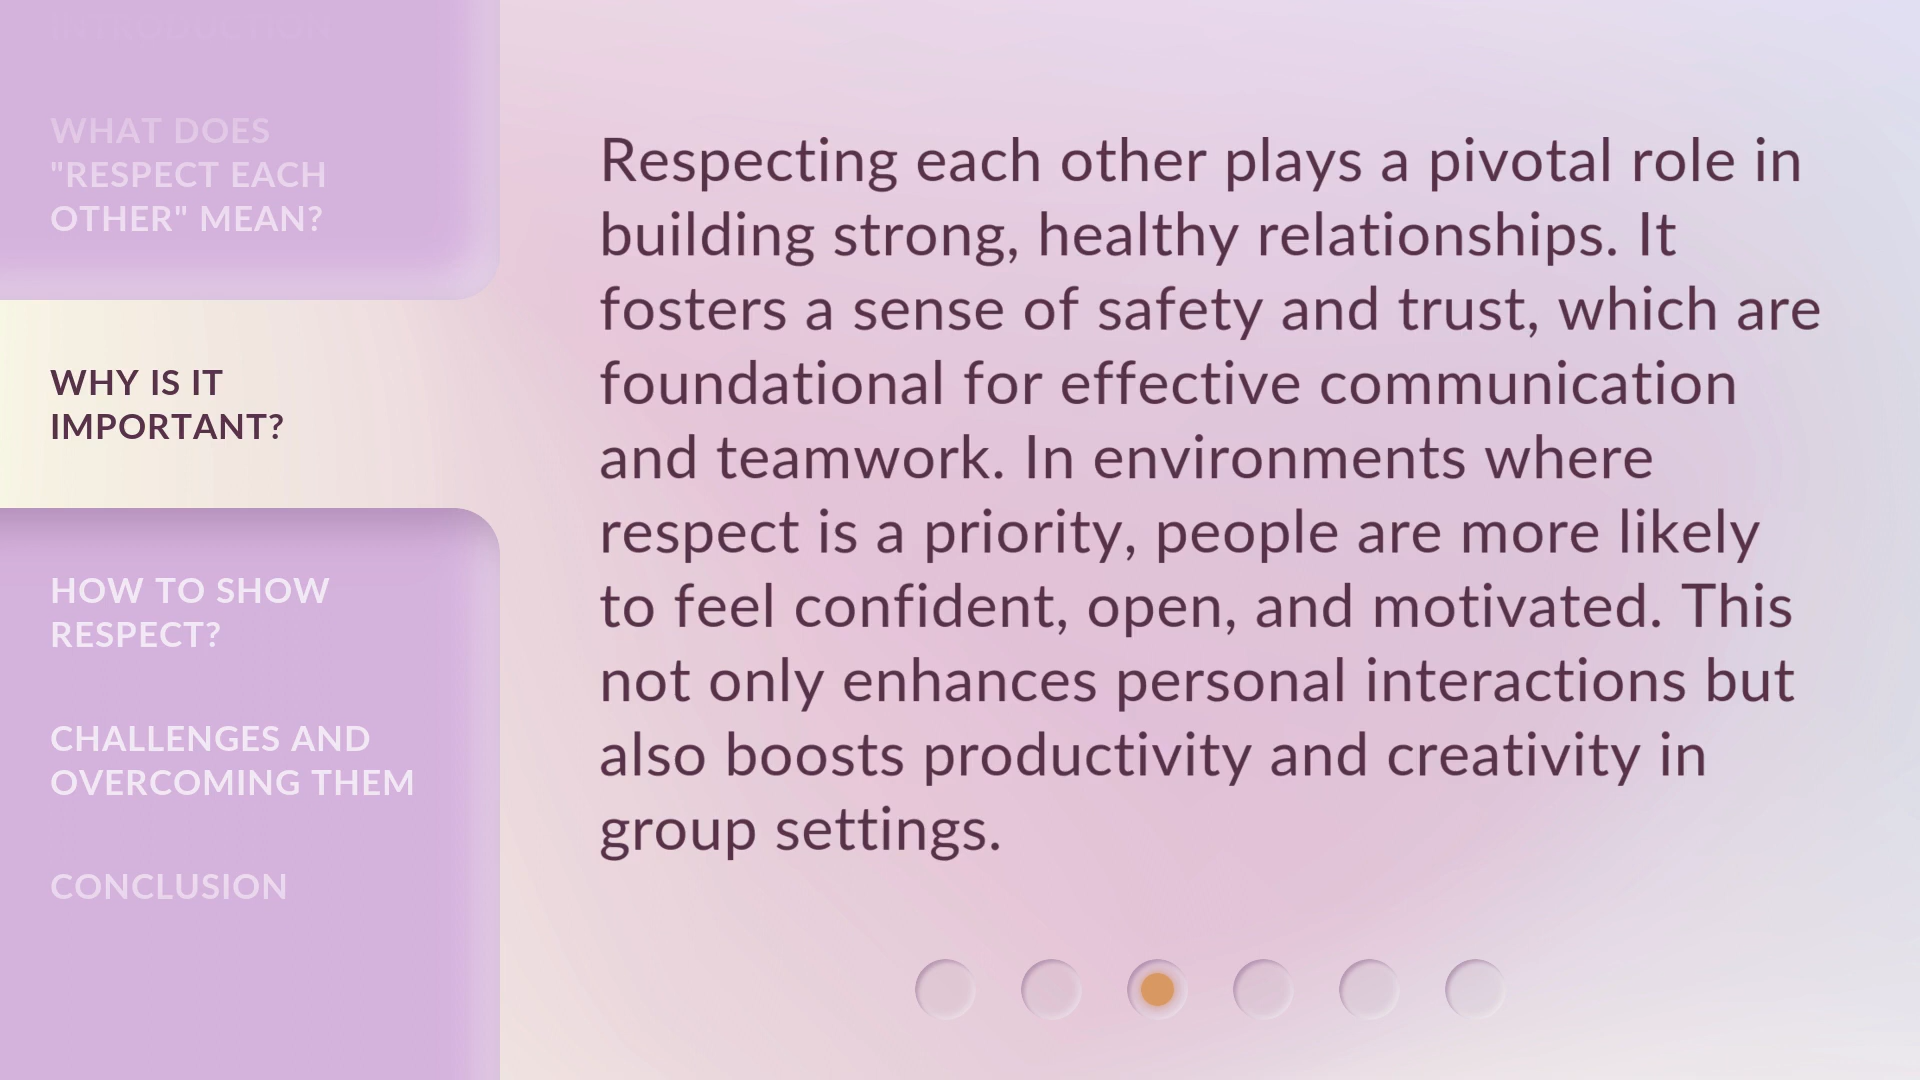 INTRODUCTION
WHAT DOES
"RESPECT EACH
OTHER" MEAN?
WHY IS IT
IMPORTANT?
HOW TO SHOW
RESPECT?
CHALLENGES AND
OVERCOMING THEM
CONCLUSION
Respecting each other plays a pivotal role in
building strong, healthy relationships. It
fosters a sense of safety and trust, which are
foundational for effective communication
and teamwork. In environments where
respect is a priority, people are more likely
to feel confident, open, and motivated. This
not only enhances personal interactions but
also boosts productivity and creativity in
group settings.